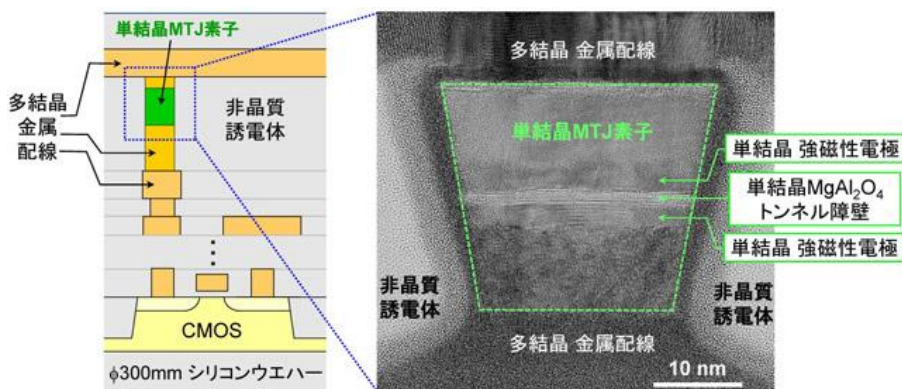 単結晶MTJ素子
多結晶
金属
配線
非晶質
誘電体
CMOS
φ300mm シリコンウエハー
多結晶 金属配線
単結晶MTJ素子
単結晶 強磁性電極
単結晶MgAl₂O₄
トンネル障壁
単結晶 強磁性電極
非晶質
誘電体
非晶質
誘電体
多結晶 金属配線
10 nm